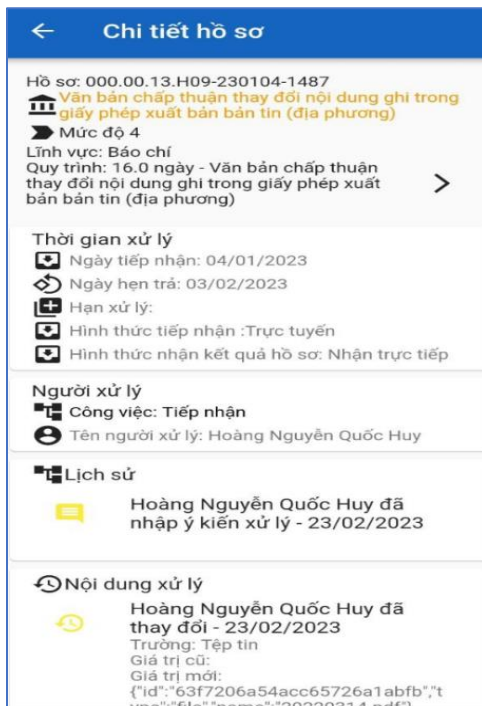 Chi tiết hồ sơ
Hồ sơ: 000.00.13.H09-230104-1487
Văn bản chấp thuận thay đổi nội dung ghi trong
giấy phép xuất bản bản tin (địa phương)
Mức độ 4
Lĩnh vực: Báo chí
Quy trình: 16.0 ngày - Văn bản chấp thuận
thay đổi nội dung ghi trong giấy phép xuất
bản bản tin (địa phương)
Thời gian xử lý
Ngày tiếp nhận: 04/01/2023
Ngày hẹn trả: 03/02/2023
Hạn xử lý:
Hình thức tiếp nhận :Trực tuyến
Hình thức nhận kết quả hồ sơ: Nhận trực tiếp
Người xử lý
Công việc: Tiếp nhận
Tên người xử lý: Hoàng Nguyễn Quốc Huy
Lịch sử
Hoàng Nguyễn Quốc Huy đã
nhập ý kiến xử lý - 23/02/2023
Nội dung xử lý
Hoàng Nguyễn Quốc Huy đã
thay đổi - 23/02/2023
Trường: Tệp tin
Giá trị cũ:
Giá trị mới:
{"id":"63f7206a54acc65726a1abfb","t